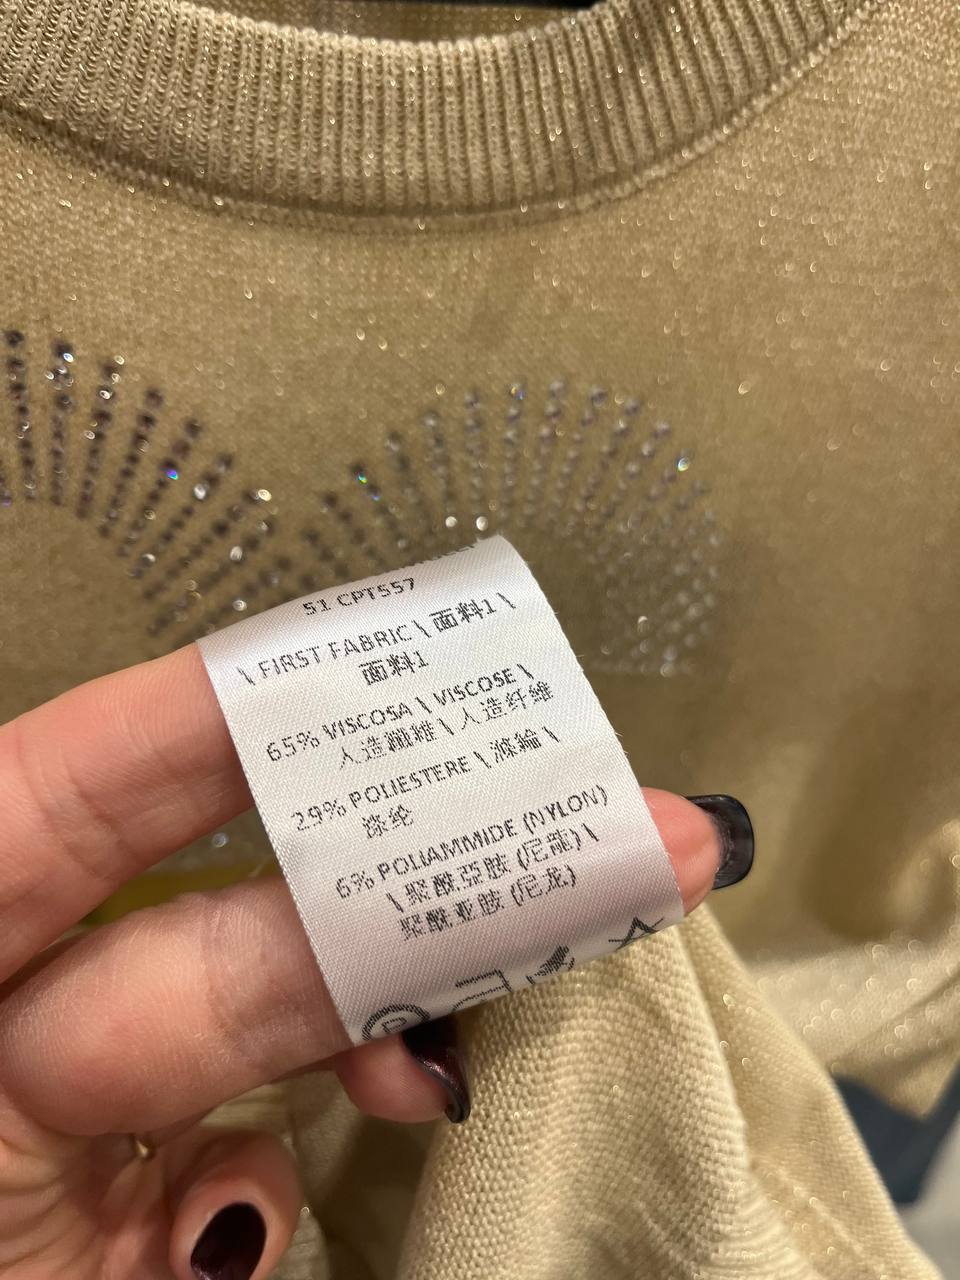 51 CPT557
\ FIRST FABRIC \ 面料1 \
面料1
65% VISCOSA \ VISCOSE \
人造纖維 \ 人造纤维
29% POLIESTERE \ 滌綸 \
涤纶
6% POLIAMMIDE (NYLON)
\ 聚酰亞胺 (尼龍) \
聚酰亚胺 (尼龙)